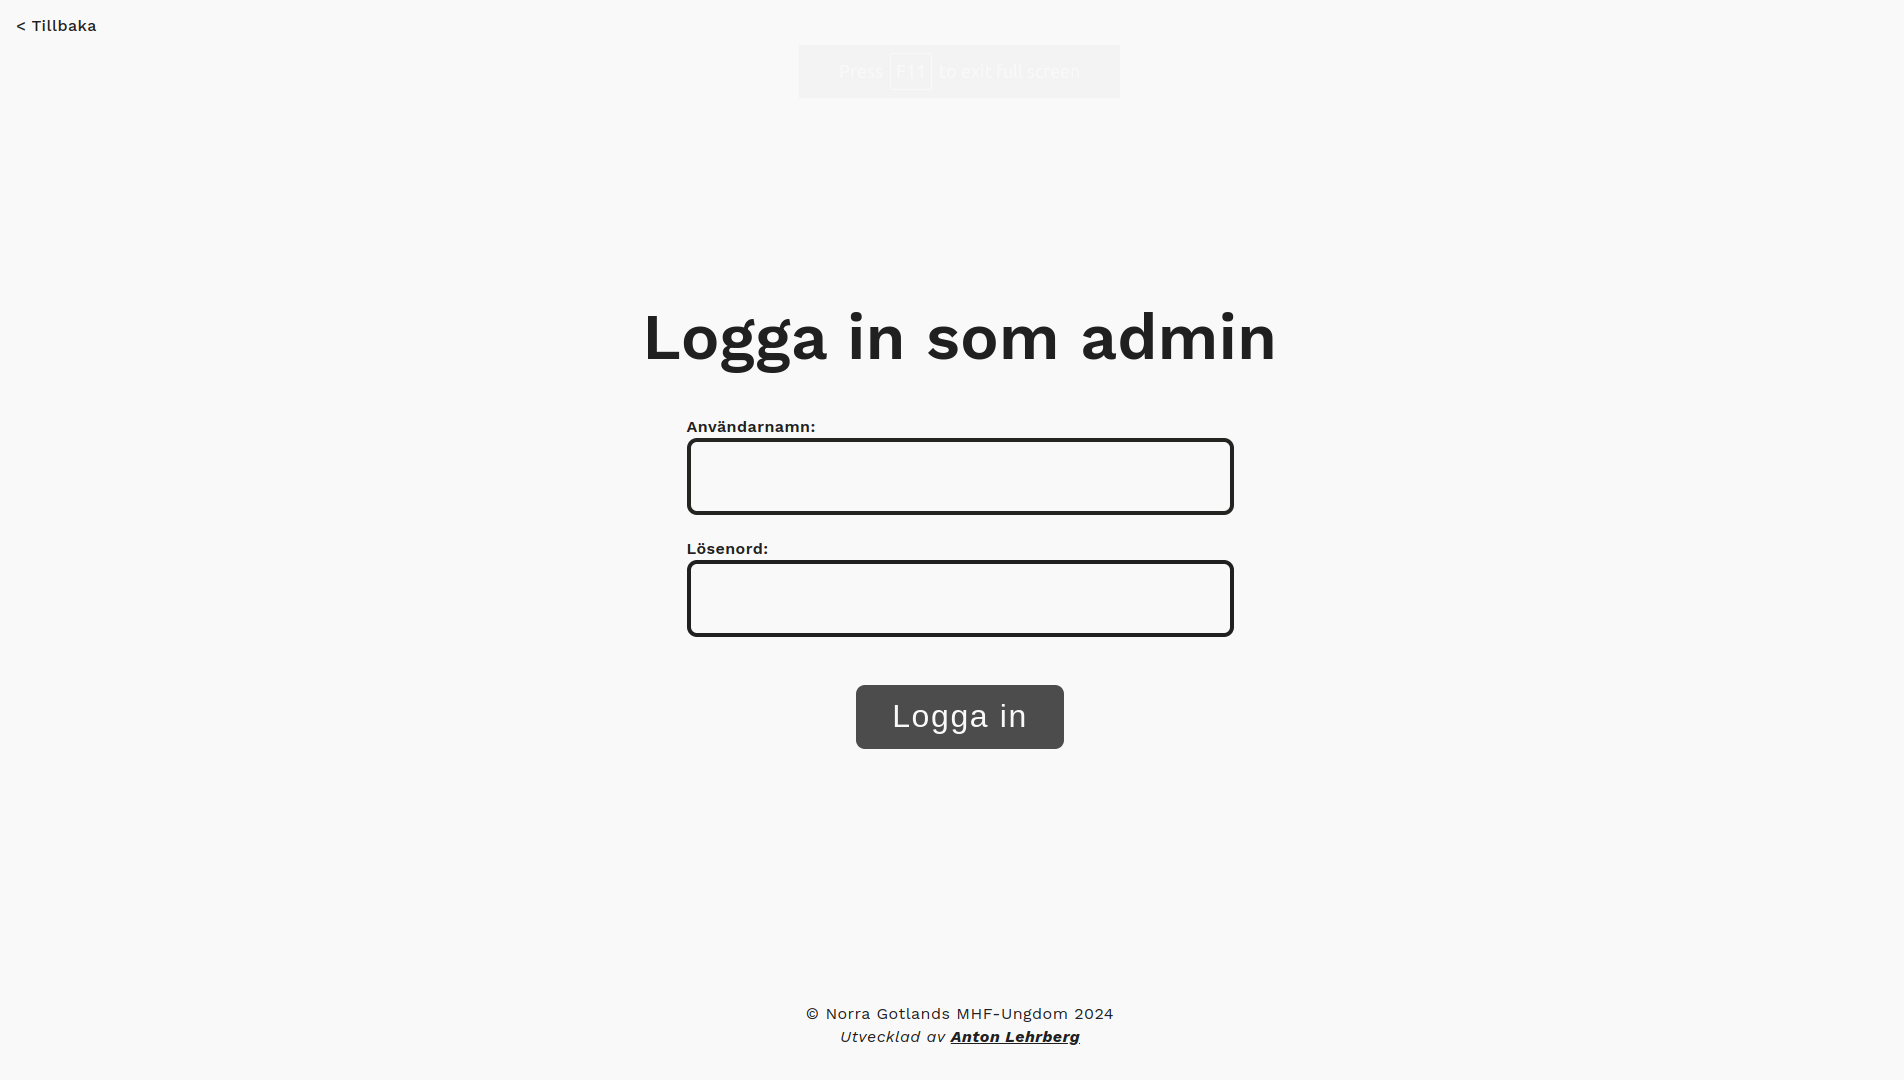 < Tillbaka
Press F11 to exit full screen
Logga in som admin
Användarnamn:
Lösenord:
Logga in
© Norra Gotlands MHF-Ungdom 2024
Utvecklad av Anton Lehrberg